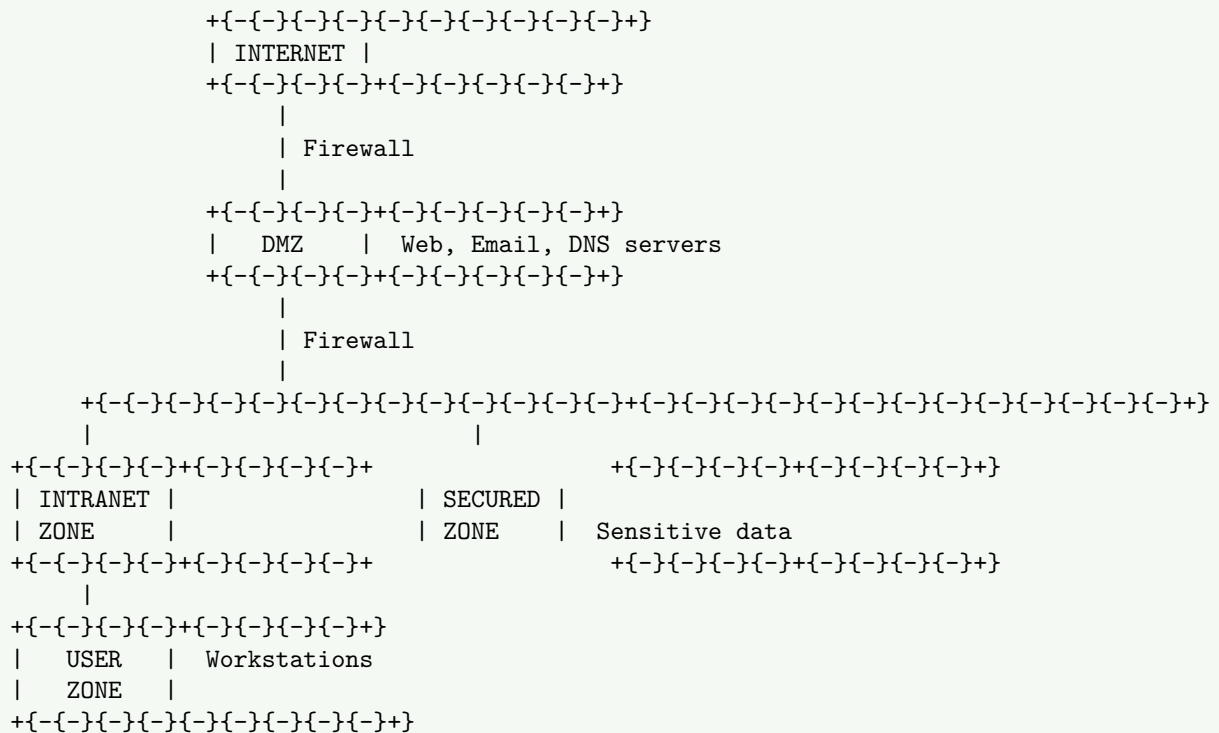 +{-{-}{-}{-}{-}{-}{-}{-}{-}+}
| INTERNET |
+{-{-}{-}{-}+{-}{-}{-}{-}{-}+}
|
| Firewall
|
+{-{-}{-}{-}+{-}{-}{-}{-}{-}+}
|   DMZ    |  Web, Email, DNS servers
+{-{-}{-}{-}+{-}{-}{-}{-}{-}+}
|
| Firewall
|
+{-{-}{-}{-}{-}{-}{-}{-}{-}{-}{-}{-}{-}+{-}{-}{-}{-}{-}{-}{-}{-}{-}{-}{-}{-}{-}+}
|                           |
+{-{-}{-}{-}+{-}{-}{-}{-}+                 +{-}{-}{-}{-}+{-}{-}{-}{-}+}
| INTRANET |                 | SECURED |
| ZONE     |                 | ZONE    |  Sensitive data
+{-{-}{-}{-}+{-}{-}{-}{-}+                 +{-}{-}{-}{-}+{-}{-}{-}{-}+}
|
+{-{-}{-}{-}+{-}{-}{-}{-}{-}+}
|   USER   |  Workstations
|   ZONE   |
+{-{-}{-}{-}{-}{-}{-}{-}{-}+}